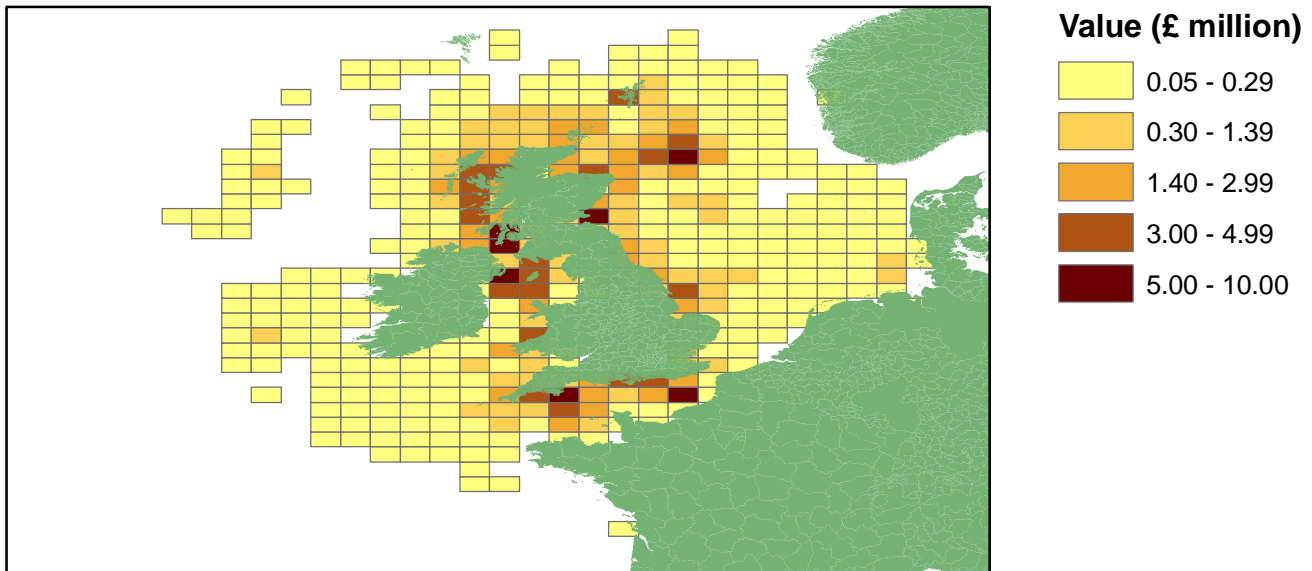 Value (£ million)
0.05 - 0.29
0.30 - 1.39
1.40 - 2.99
3.00 - 4.99
5.00 - 10.00